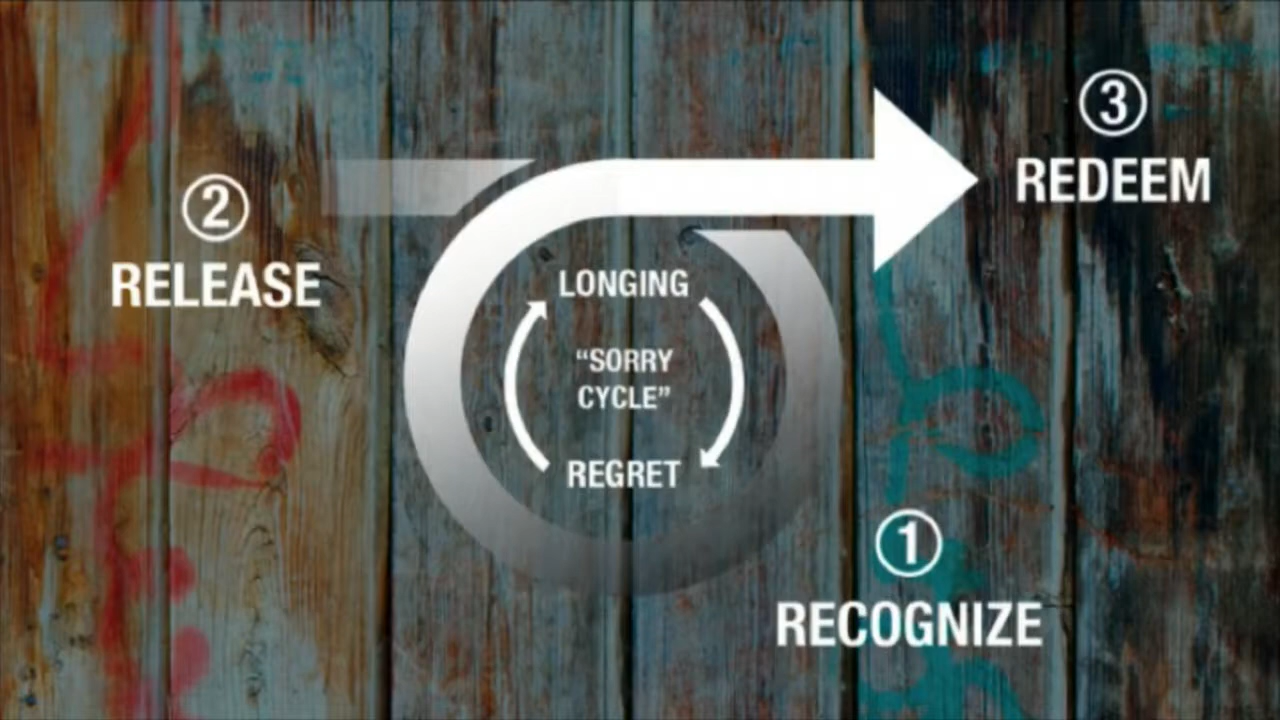 ③
REDEEM
②
RELEASE
LONGING
“SORRY
CYCLE”
REGRET
①
RECOGNIZE